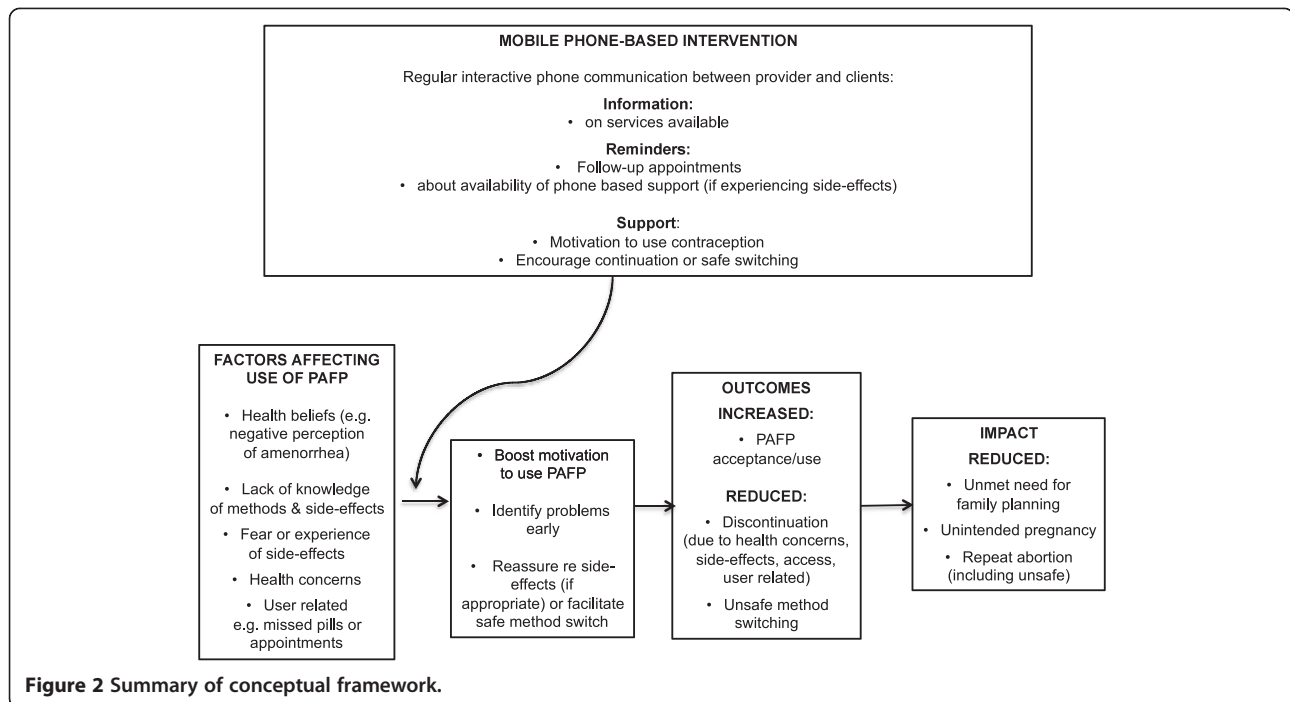 MOBILE PHONE-BASED INTERVENTION
Regular interactive phone communication between provider and clients:
Information:
• on services available
Reminders:
• Follow-up appointments
• about availability of phone based support (if experiencing side-effects)
Support:
• Motivation to use contraception
• Encourage continuation or safe switching
FACTORS AFFECTING
USE OF PAFP
• Health beliefs (e.g.
negative perception
of amenorrhea)
• Lack of knowledge
of methods & side-effects
• Fear or experience
of side-effects
• Health concerns
• User related
e.g. missed pills or
appointments
• Boost motivation
to use PAFP
• Identify problems
early
• Reassure re side-
effects (if
appropriate) or facilitate
safe method switch
OUTCOMES
INCREASED:
• PAFP
acceptance/use
REDUCED:
• Discontinuation
(due to health concerns,
side-effects, access,
user related)
• Unsafe method
switching
IMPACT
REDUCED:
• Unmet need for
family planning
• Unintended pregnancy
• Repeat abortion
(including unsafe)
Figure 2 Summary of conceptual framework.